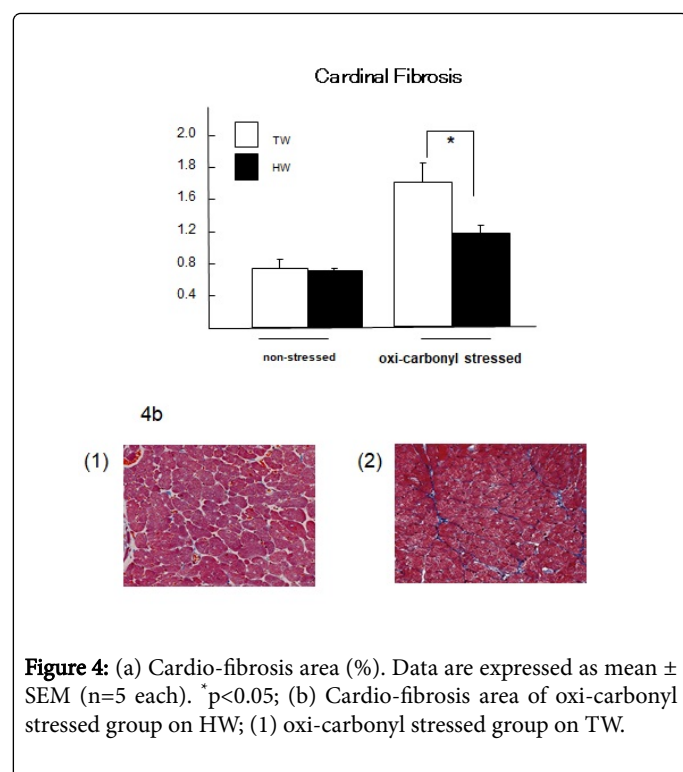 Cardinal Fibrosis
2.0
1.8
1.6
1.2
0.8
0.4
TW
HW
*
non-stressed
oxi-carbonyl stressed
4b
(1)
(2)
Figure 4: (a) Cardio-fibrosis area (%). Data are expressed as mean ±
SEM (n=5 each). *p<0.05; (b) Cardio-fibrosis area of oxi-carbonyl
stressed group on HW; (1) oxi-carbonyl stressed group on TW.